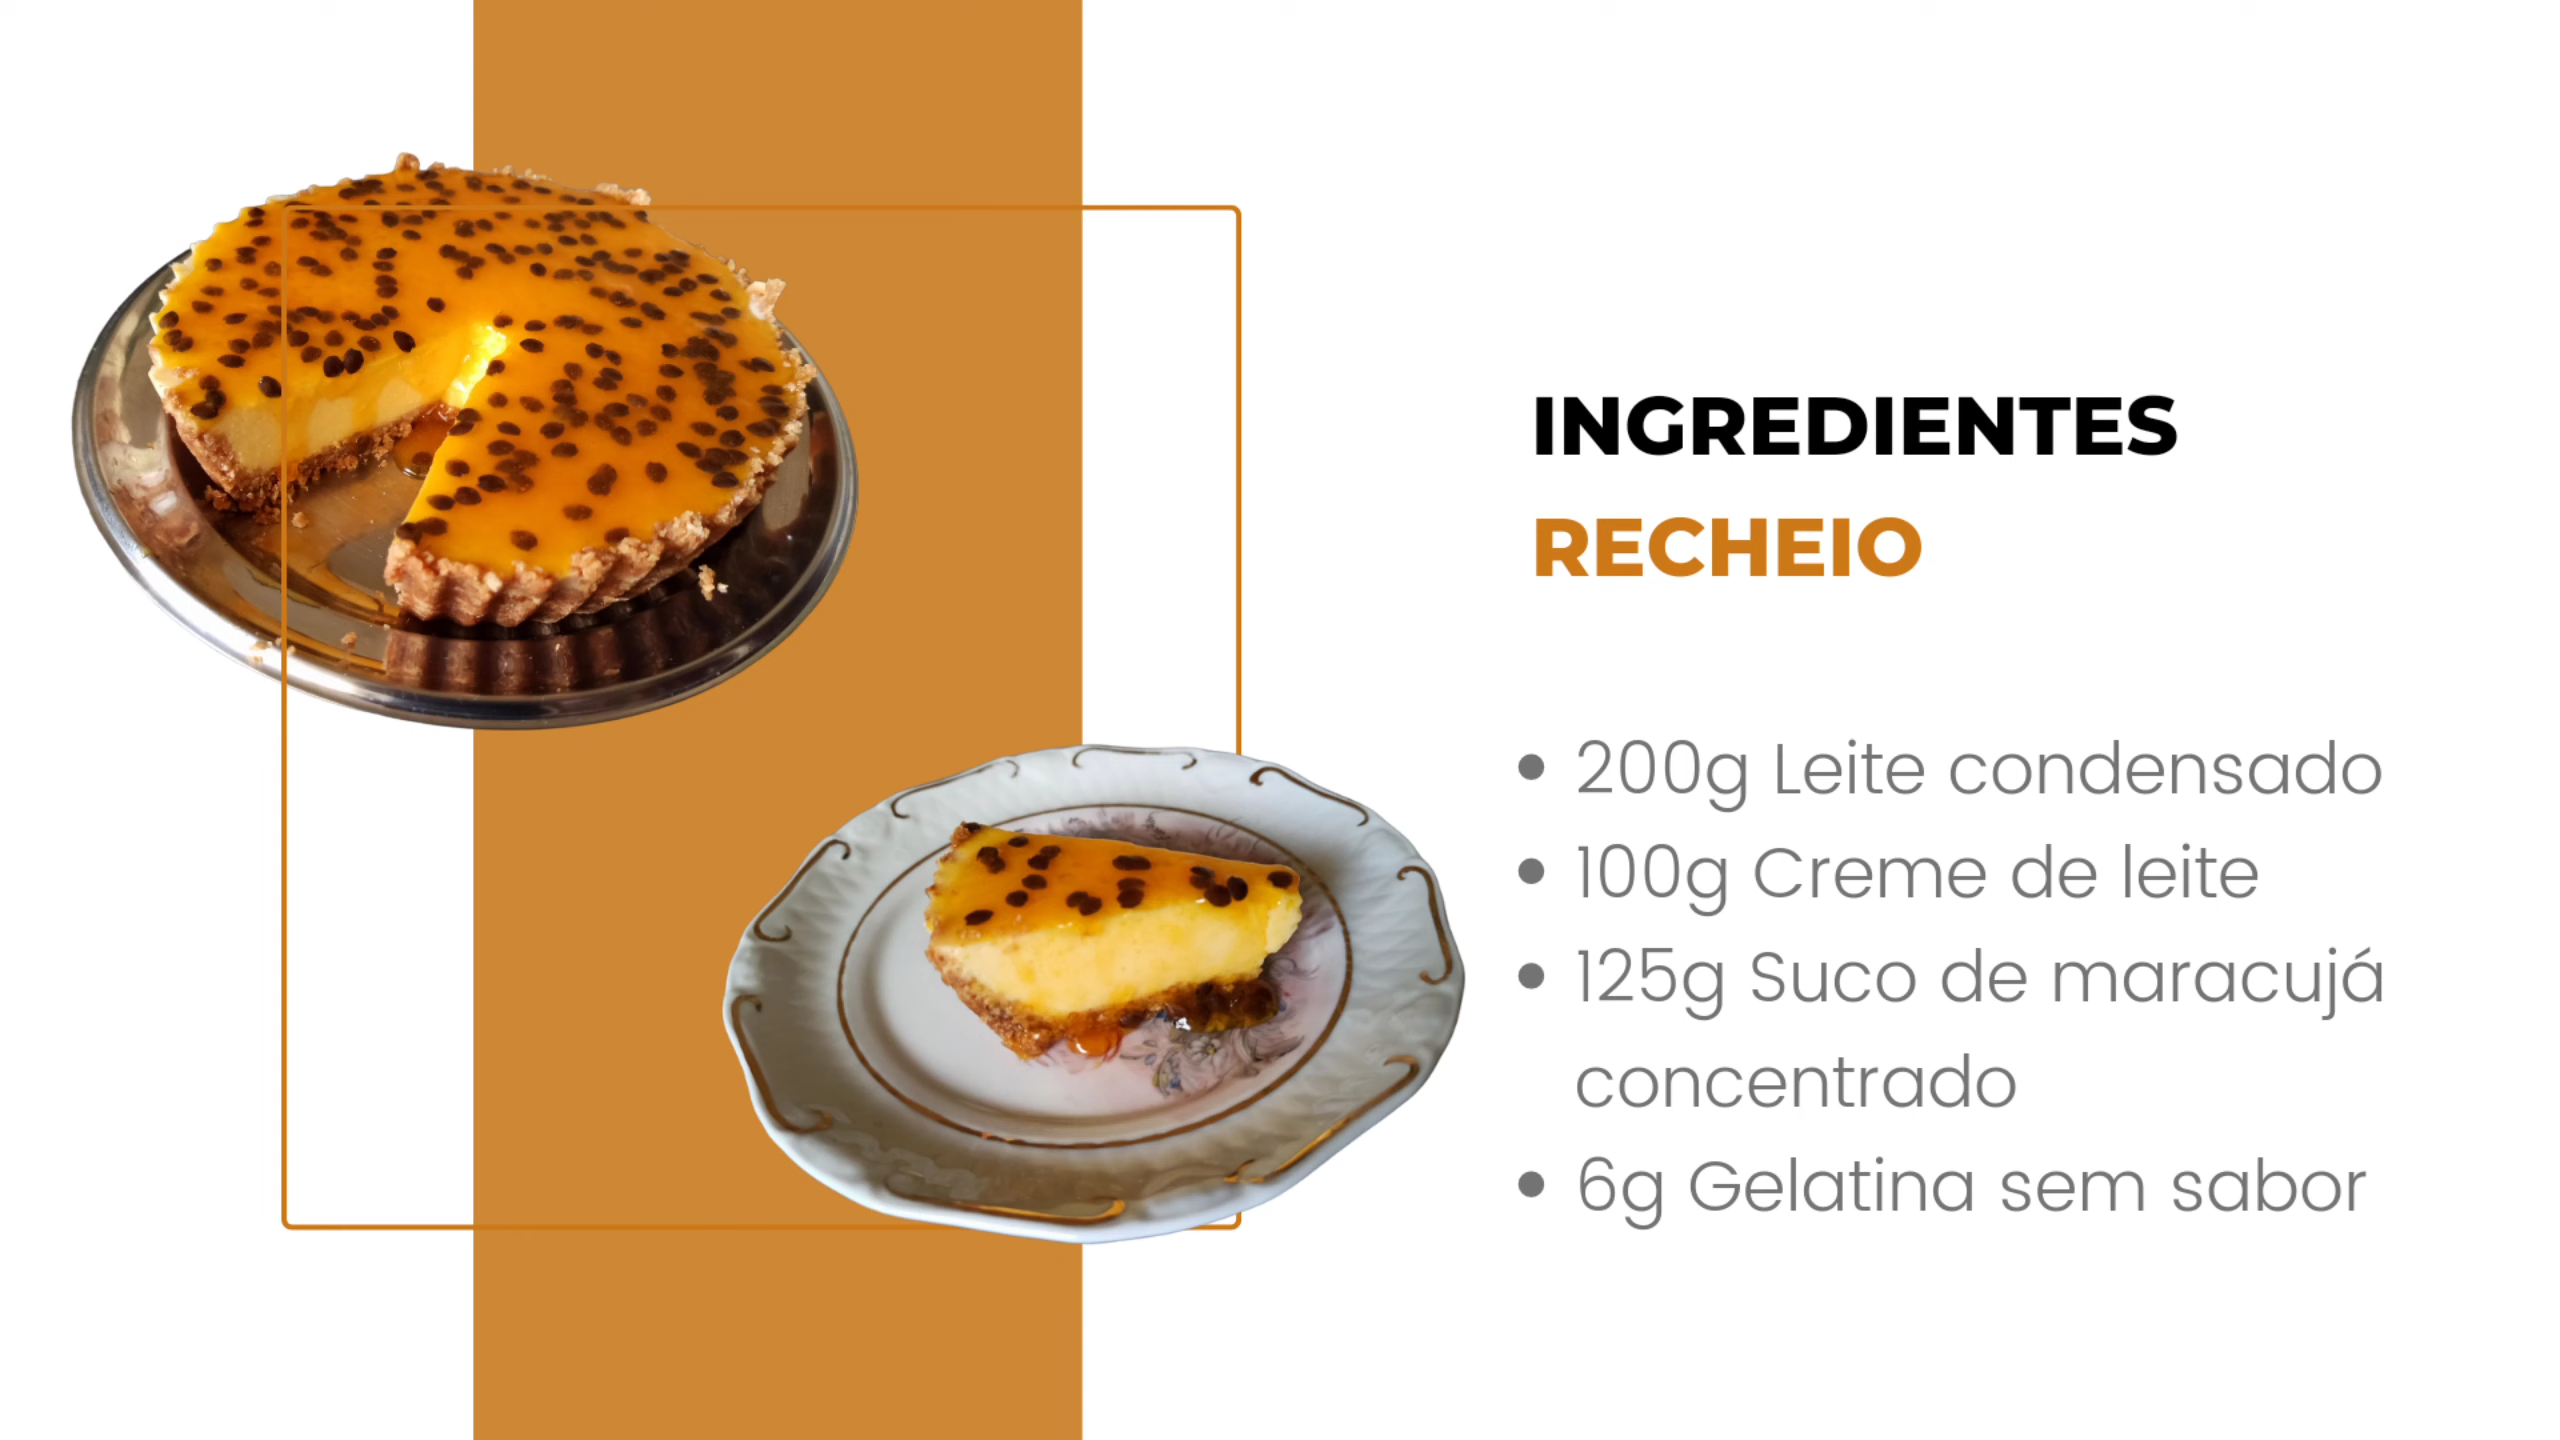 INGREDIENTES
RECHEIO
• 200g Leite condensado
• 100g Creme de leite
• 125g Suco de maracujá
concentrado
• 6g Gelatina sem sabor